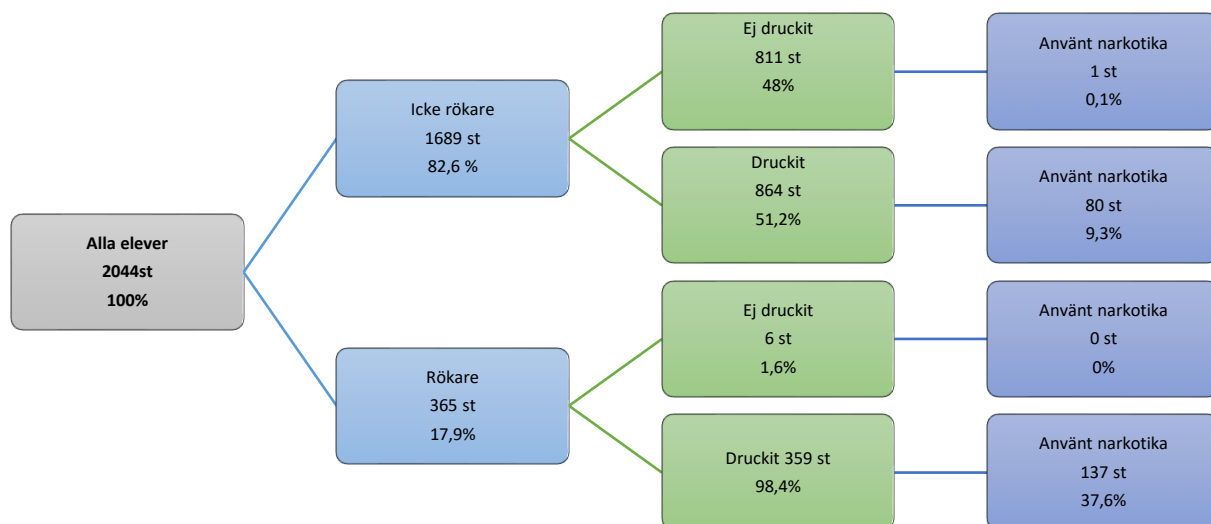 Alla elever
2044st
100%
Icke rökare
1689 st
82,6 %
Rökare
365 st
17,9%
Ej druckit
811 st
48%
Druckit
864 st
51,2%
Ej druckit
6 st
1,6%
Druckit 359 st
98,4%
Använt narkotika
1 st
0,1%
Använt narkotika
80 st
9,3%
Använt narkotika
0 st
0%
Använt narkotika
137 st
37,6%